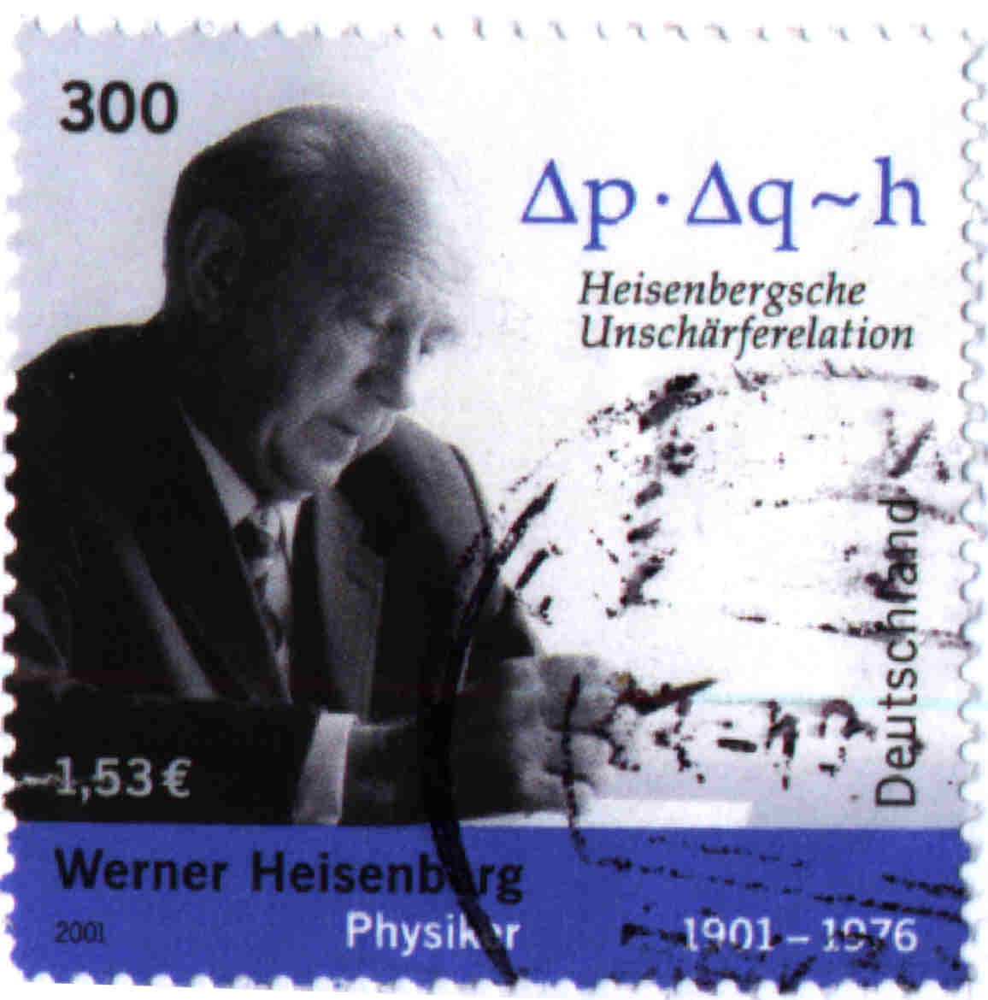 300
Δp·Δq~h
Heisenbergsche
Unschärferelation
Deutschland
1,53 €
Werner Heisenberg
2001
Physiker
1901 – 1976